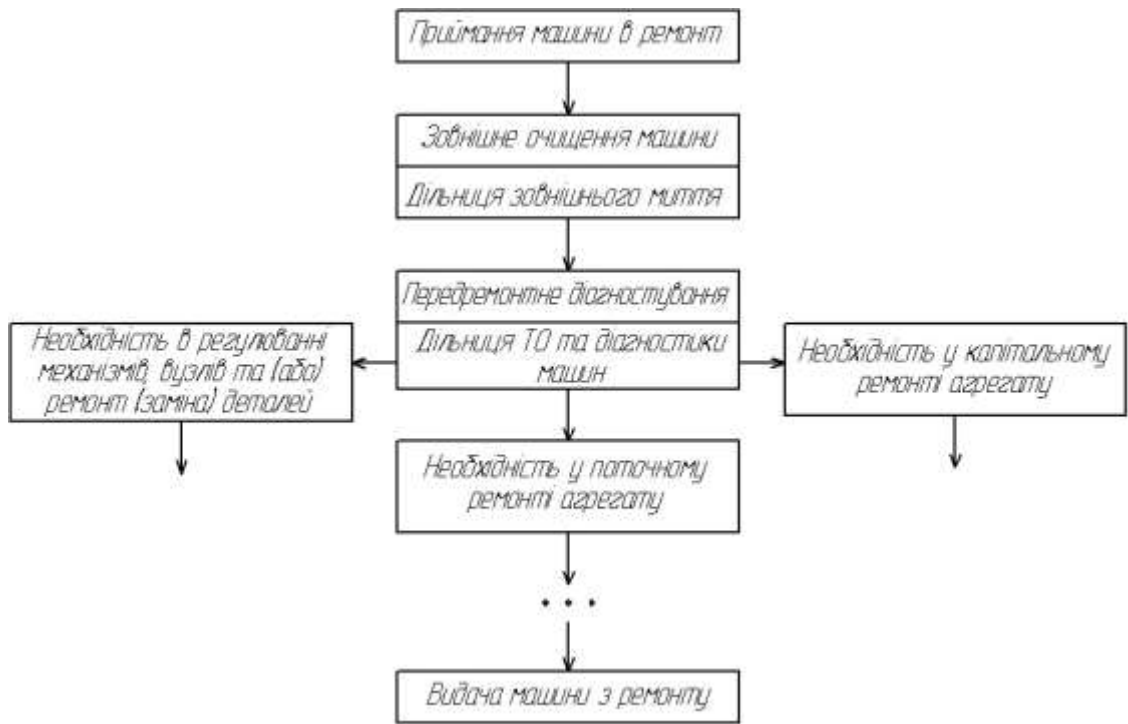 Приймання машини в ремонт
Зовнішнє очищення машини
Дільниця зовнішнього миття
Передремонтне діагностування
Дільниця ТО та діагностики
машин
Необхідність в регулюванні
механізмів, вузлів та (або)
ремонт (заміна) деталей
Необхідність у капітальному
ремонті агрегату
Необхідність у поточному
ремонті агрегату
• • •
Видача машини з ремонту